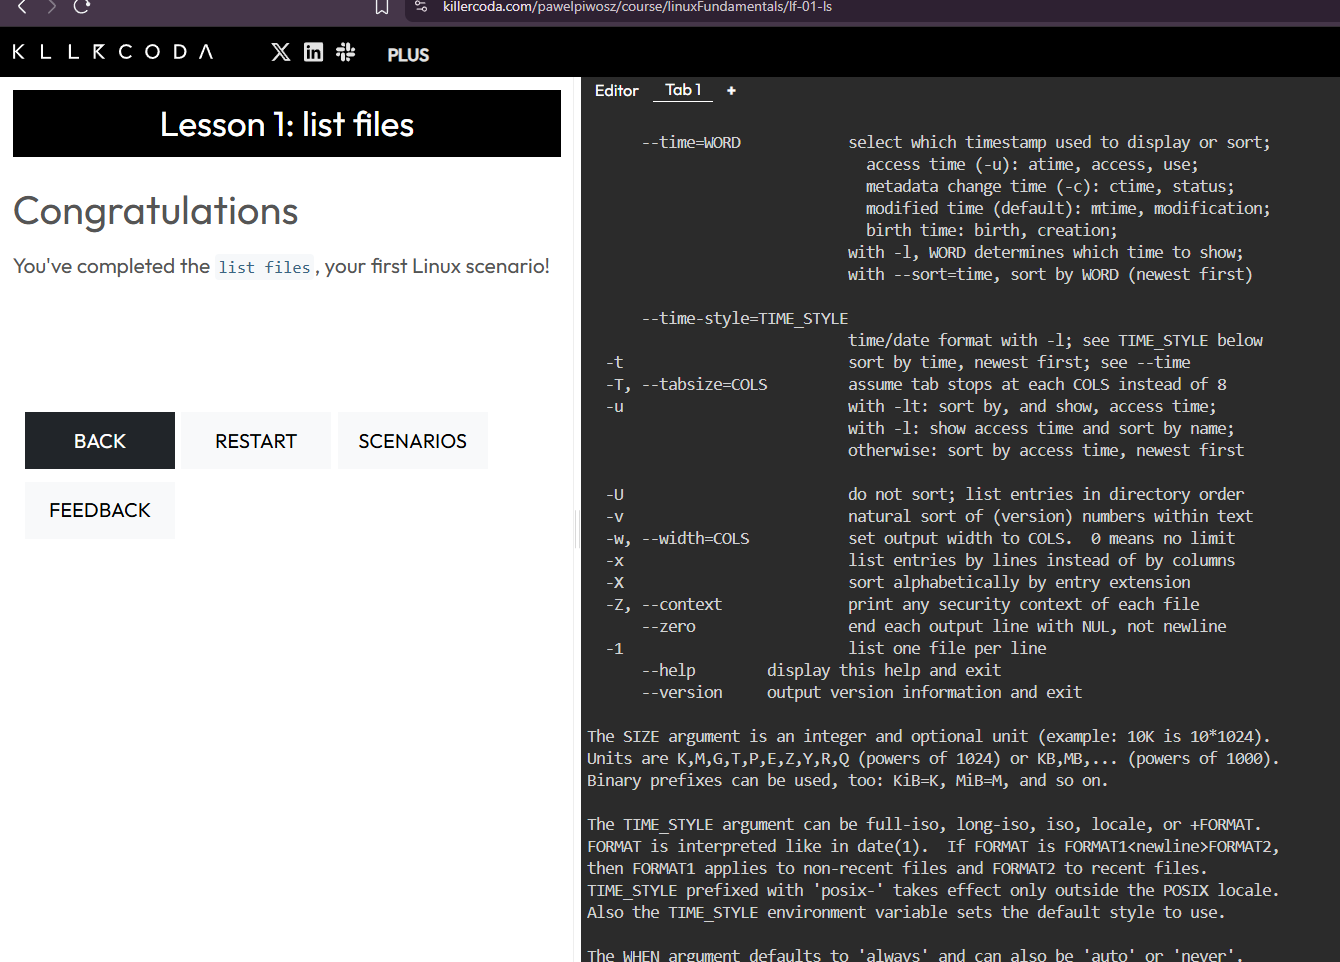 killercoda.com/pawelpiwosz/course/linuxFundamentals/lf-01-ls
KLLRCODA
PLUS
Lesson 1: list files
Congratulations
You've completed the list files, your first Linux scenario!
BACK
RESTART
SCENARIOS
FEEDBACK
Editor
Tab 1
+
--time=WORD select which timestamp used to display or sort;
access time (-u): atime, access, use;
metadata change time (-c): ctime, status;
modified time (default): mtime, modification;
birth time: birth, creation;
with -l, WORD determines which time to show;
with --sort=time, sort by WORD (newest first)
--time-style=TIME_STYLE
time/date format with -l; see TIME_STYLE below
-t sort by time, newest first; see --time
-T, --tabsize=COLS assume tab stops at each COLS instead of 8
-u with -lt: sort by, and show, access time;
with -l: show access time and sort by name;
otherwise: sort by access time, newest first
-U do not sort; list entries in directory order
-v natural sort of (version) numbers within text
-w, --width=COLS set output width to COLS.  0 means no limit
-x list entries by lines instead of by columns
-X sort alphabetically by entry extension
-Z, --context print any security context of each file
--zero end each output line with NUL, not newline
-1 list one file per line
--help display this help and exit
--version output version information and exit
The SIZE argument is an integer and optional unit (example: 10K is 10*1024).
Units are K,M,G,T,P,E,Z,Y,R,Q (powers of 1024) or KB,MB,... (powers of 1000).
Binary prefixes can be used, too: KiB=K, MiB=M, and so on.
The TIME_STYLE argument can be full-iso, long-iso, iso, locale, or +FORMAT.
FORMAT is interpreted like in date(1).  If FORMAT is FORMAT1<newline>FORMAT2,
then FORMAT1 applies to non-recent files and FORMAT2 to recent files.
TIME_STYLE prefixed with 'posix-' takes effect only outside the POSIX locale.
Also the TIME_STYLE environment variable sets the default style to use.
The WHEN argument defaults to 'always' and can also be 'auto' or 'never'.